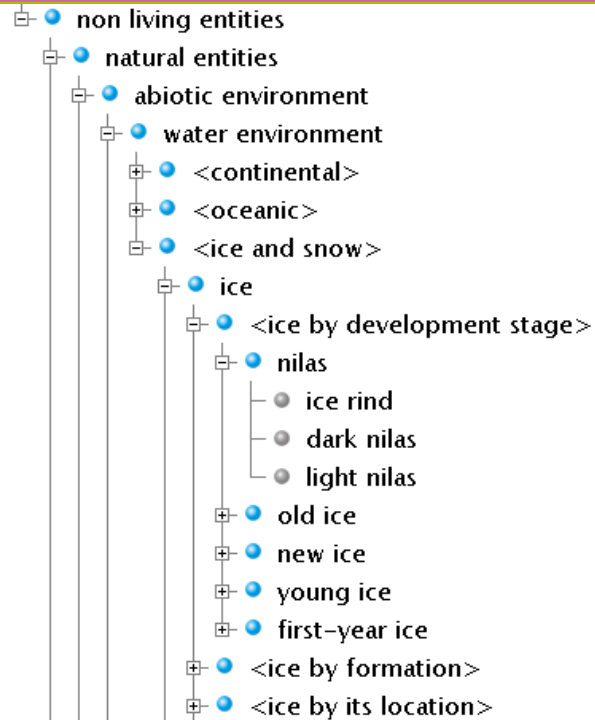 non living entities
natural entities
abiotic environment
water environment
<continental>
<oceanic>
<ice and snow>
ice
<ice by development stage>
nilas
ice rind
dark nilas
light nilas
old ice
new ice
young ice
first-year ice
<ice by formation>
<ice by its location>